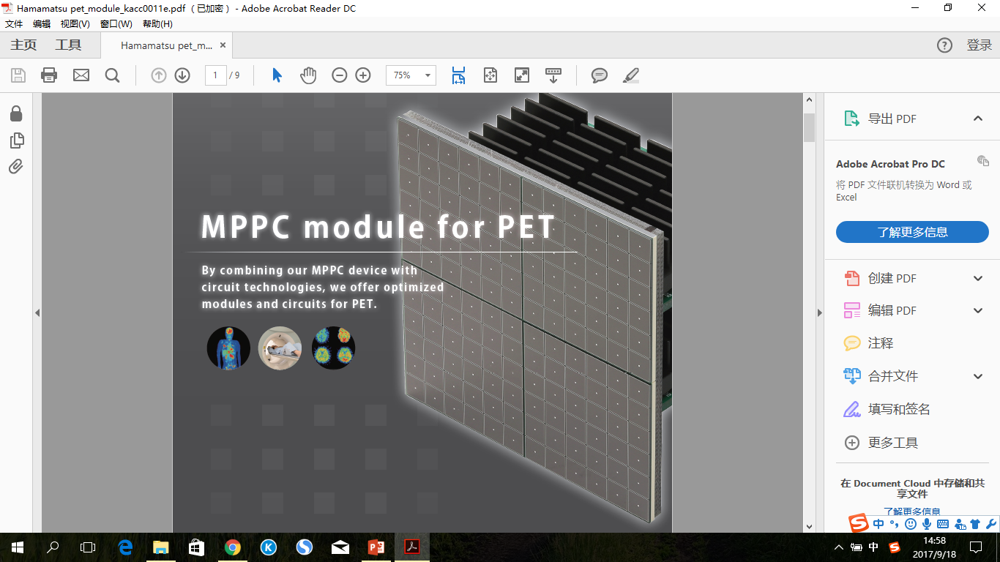 Hamamatsu pet_module_kacc0011e.pdf （已加密） - Adobe Acrobat Reader DC
文件 编辑 视图(V) 窗口(W) 帮助(H)
主页 工具 Hamamatsu pet_m... × 登录
1 / 9 75%
导出 PDF
Adobe Acrobat Pro DC
将 PDF 文件联机转换为 Word 或
Excel
了解更多信息
创建 PDF
编辑 PDF
注释
合并文件
填写和签名
更多工具
在 Document Cloud 中存储和共
享文件
了解更多信息
MPPC module for PET
By combining our MPPC device with
circuit technologies, we offer optimized
modules and circuits for PET.
中
中
14:58
2017/9/18